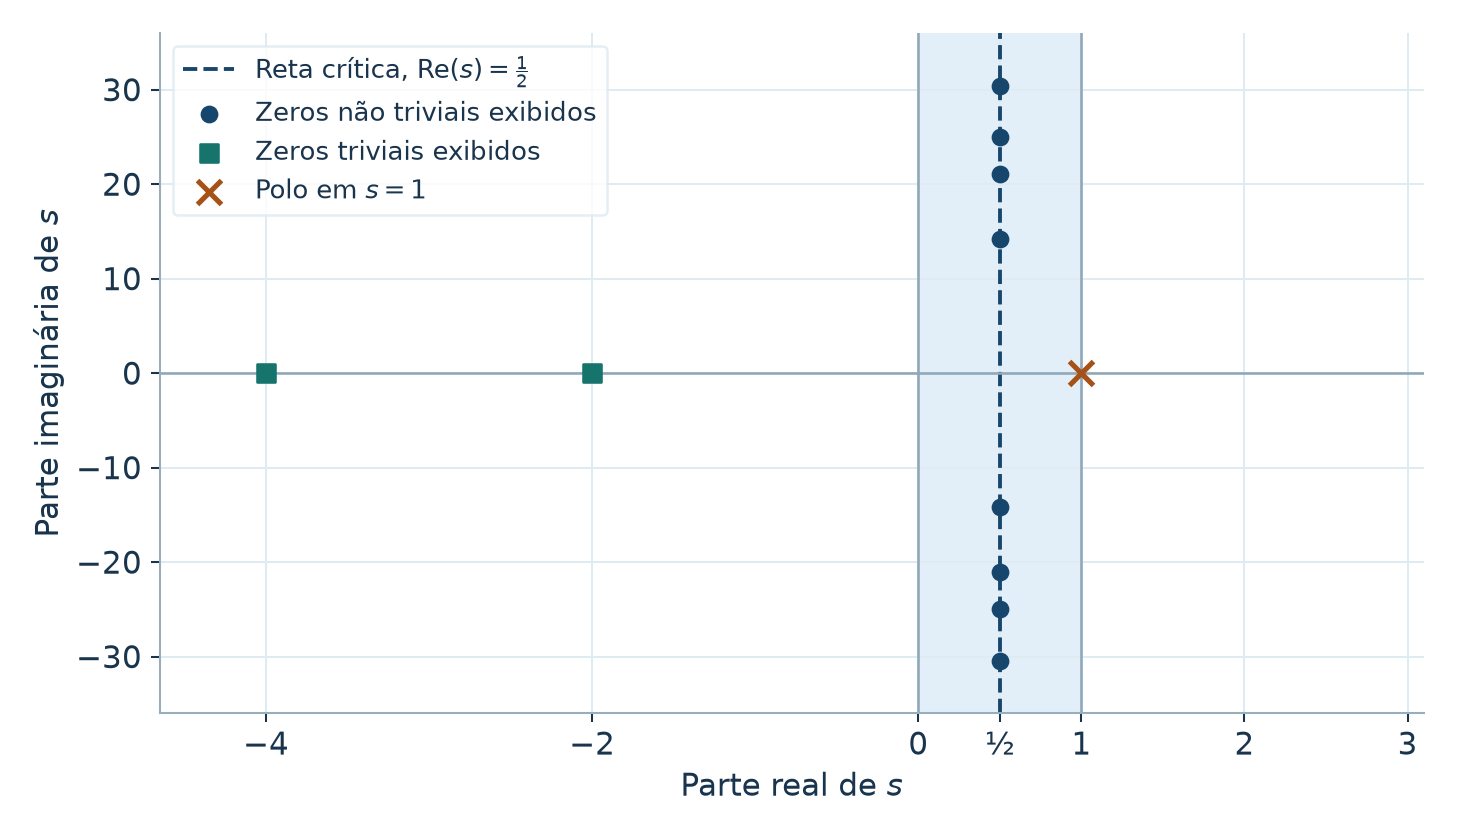 Reta crítica, Re(s) = 1/2
Zeros não triviais exibidos
Zeros triviais exibidos
Polo em s = 1
30
20
10
0
−10
−20
−30
Parte imaginária de s
−4 −2 0 ½ 1 2 3
Parte real de s